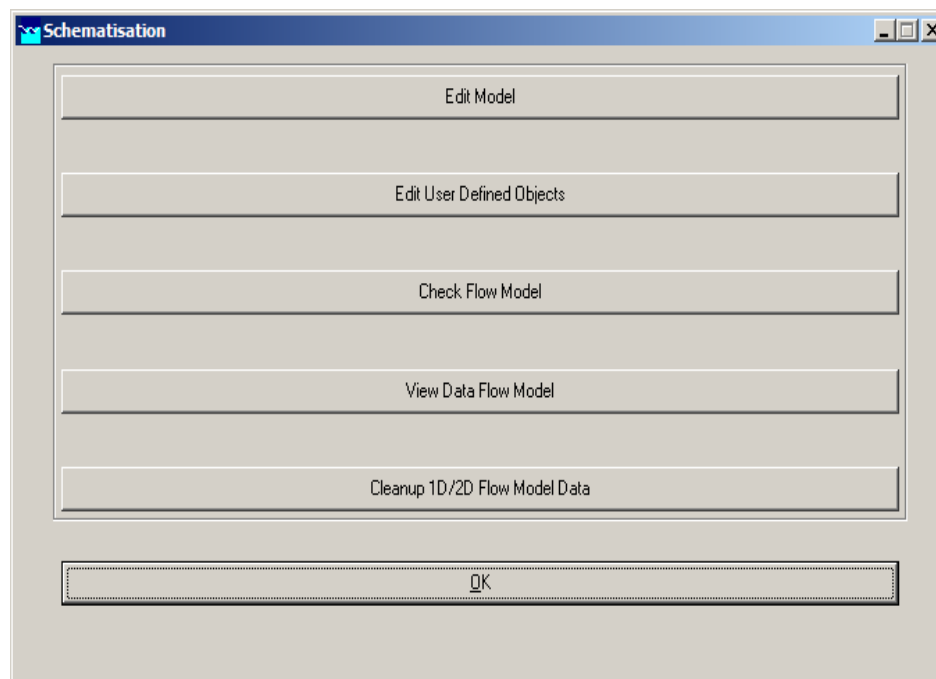 Schematisation
Edit Model
Edit User Defined Objects
Check Flow Model
View Data Flow Model
Cleanup 1D/2D Flow Model Data
OK